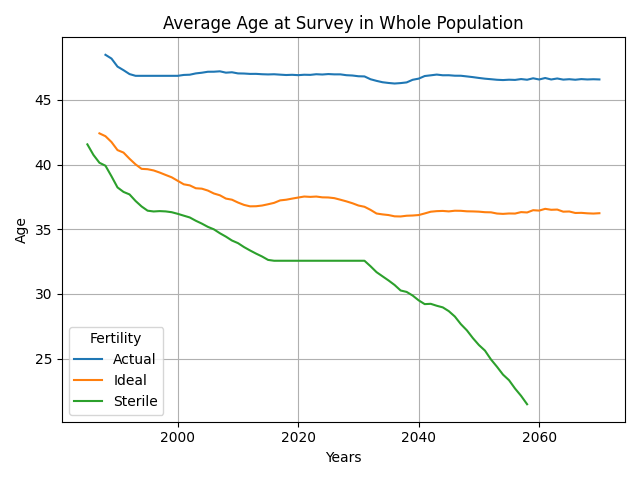 Average Age at Survey in Whole Population
Age
45
40
35
30
25
Fertility
Actual
Ideal
Sterile
2000 2020 2040 2060
Years